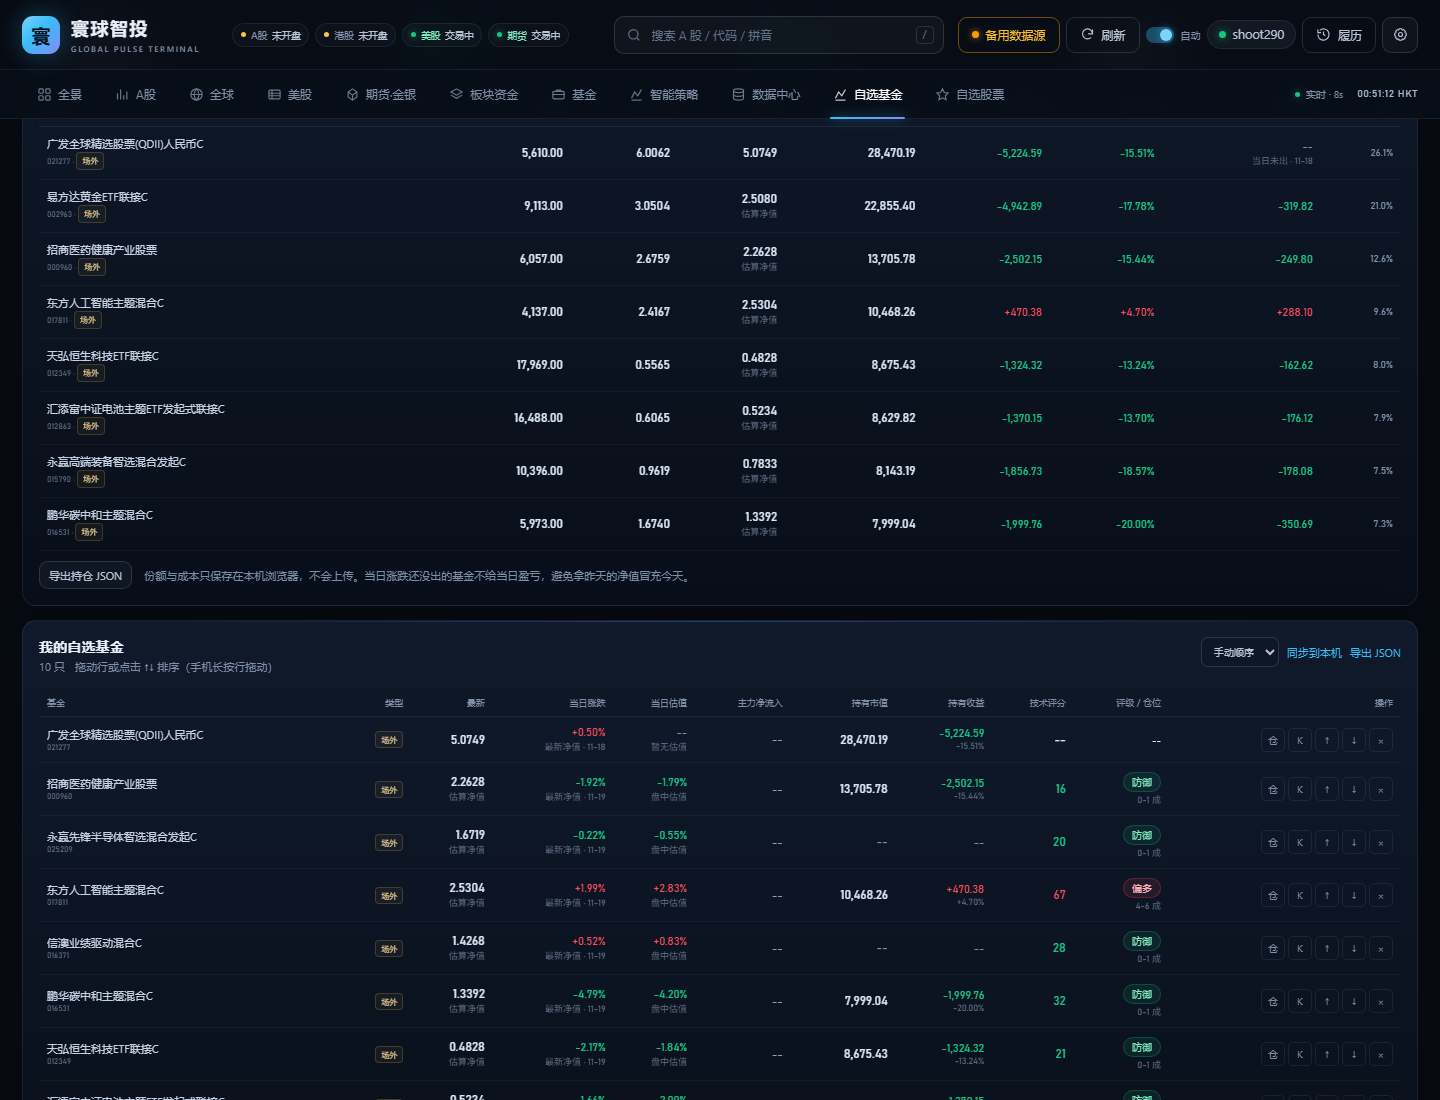 寰 寰球智投
GLOBAL PULSE TERMINAL
A股 未开盘 港股 未开盘 美股 交易中 期货 交易中
搜索 A 股 / 代码 / 拼音 /
备用数据源 刷新 自动 shoot290 履历
全景 A股 全球 美股 期货·金银 板块资金 基金 智能策略 数据中心 自选基金 自选股票 实时 · 8s 00:51:12 HKT
广发全球精选股票(QDII)人民币C 5,610.00 6.0062 5.0749 28,470.19 -5,224.59 -15.51% -- 26.1%
021277 · 场外 当日未出 · 11-18
易方达黄金ETF联接C 9,113.00 3.0504 2.5080 22,855.40 -4,942.89 -17.78% -319.82 21.0%
002963 · 场外 估算净值
招商医药健康产业股票 6,057.00 2.6759 2.2628 13,705.78 -2,502.15 -15.44% -249.80 12.6%
000960 · 场外 估算净值
东方人工智能主题混合C 4,137.00 2.4167 2.5304 10,468.26 +470.38 +4.70% +288.10 9.6%
017811 · 场外 估算净值
天弘恒生科技ETF联接C 17,969.00 0.5565 0.4828 8,675.43 -1,324.32 -13.24% -162.62 8.0%
012349 · 场外 估算净值
汇添富中证电池主题ETF发起式联接C 16,488.00 0.6065 0.5234 8,629.82 -1,370.15 -13.70% -176.12 7.9%
012863 · 场外 估算净值
永赢高端装备智选混合发起C 10,396.00 0.9619 0.7833 8,143.19 -1,856.73 -18.57% -178.08 7.5%
015790 · 场外 估算净值
鹏华碳中和主题混合C 5,973.00 1.6740 1.3392 7,999.04 -1,999.76 -20.00% -350.69 7.3%
016531 · 场外 估算净值
导出持仓 JSON 份额与成本只保存在本机浏览器，不会上传。当日涨跌还没出的基金不给当日盈亏，避免拿昨天的净值冒充今天。
我的自选基金
10 只 拖动行或点击 ↑↓ 排序（手机长按行拖动） 手动顺序 同步到本机 导出 JSON
基金 类型 最新 当日涨跌 当日估值 主力净流入 持有市值 持有收益 技术评分 评级 / 仓位 操作
广发全球精选股票(QDII)人民币C 场外 5.0749 +0.50% -- -- 28,470.19 -5,224.59 -- -- 仓 K ↑ ↓ ×
021277 最新净值 · 11-18 暂无估值 -15.51%
招商医药健康产业股票 场外 2.2628 -1.92% -1.79% -- 13,705.78 -2,502.15 16 防御 仓 K ↑ ↓ ×
000960 估算净值 最新净值 · 11-19 盘中估值 -15.44% 0-1 成
永赢先锋半导体智选混合发起C 场外 1.6719 -0.22% -0.55% -- -- -- 20 防御 仓 K ↑ ↓ ×
025209 估算净值 最新净值 · 11-19 盘中估值 0-1 成
东方人工智能主题混合C 场外 2.5304 +1.99% +2.83% -- 10,468.26 +470.38 67 偏多 仓 K ↑ ↓ ×
017811 估算净值 最新净值 · 11-19 盘中估值 +4.70% 4-6 成
信澳业绩驱动混合C 场外 1.4268 +0.52% +0.83% -- -- -- 28 防御 仓 K ↑ ↓ ×
016371 估算净值 最新净值 · 11-19 盘中估值 0-1 成
鹏华碳中和主题混合C 场外 1.3392 -4.79% -4.20% -- 7,999.04 -1,999.76 32 防御 仓 K ↑ ↓ ×
016531 估算净值 最新净值 · 11-19 盘中估值 -20.00% 0-1 成
天弘恒生科技ETF联接C 场外 0.4828 -2.17% -1.84% -- 8,675.43 -1,324.32 21 防御 仓 K ↑ ↓ ×
012349 估算净值 最新净值 · 11-19 盘中估值 -13.24% 0-1 成